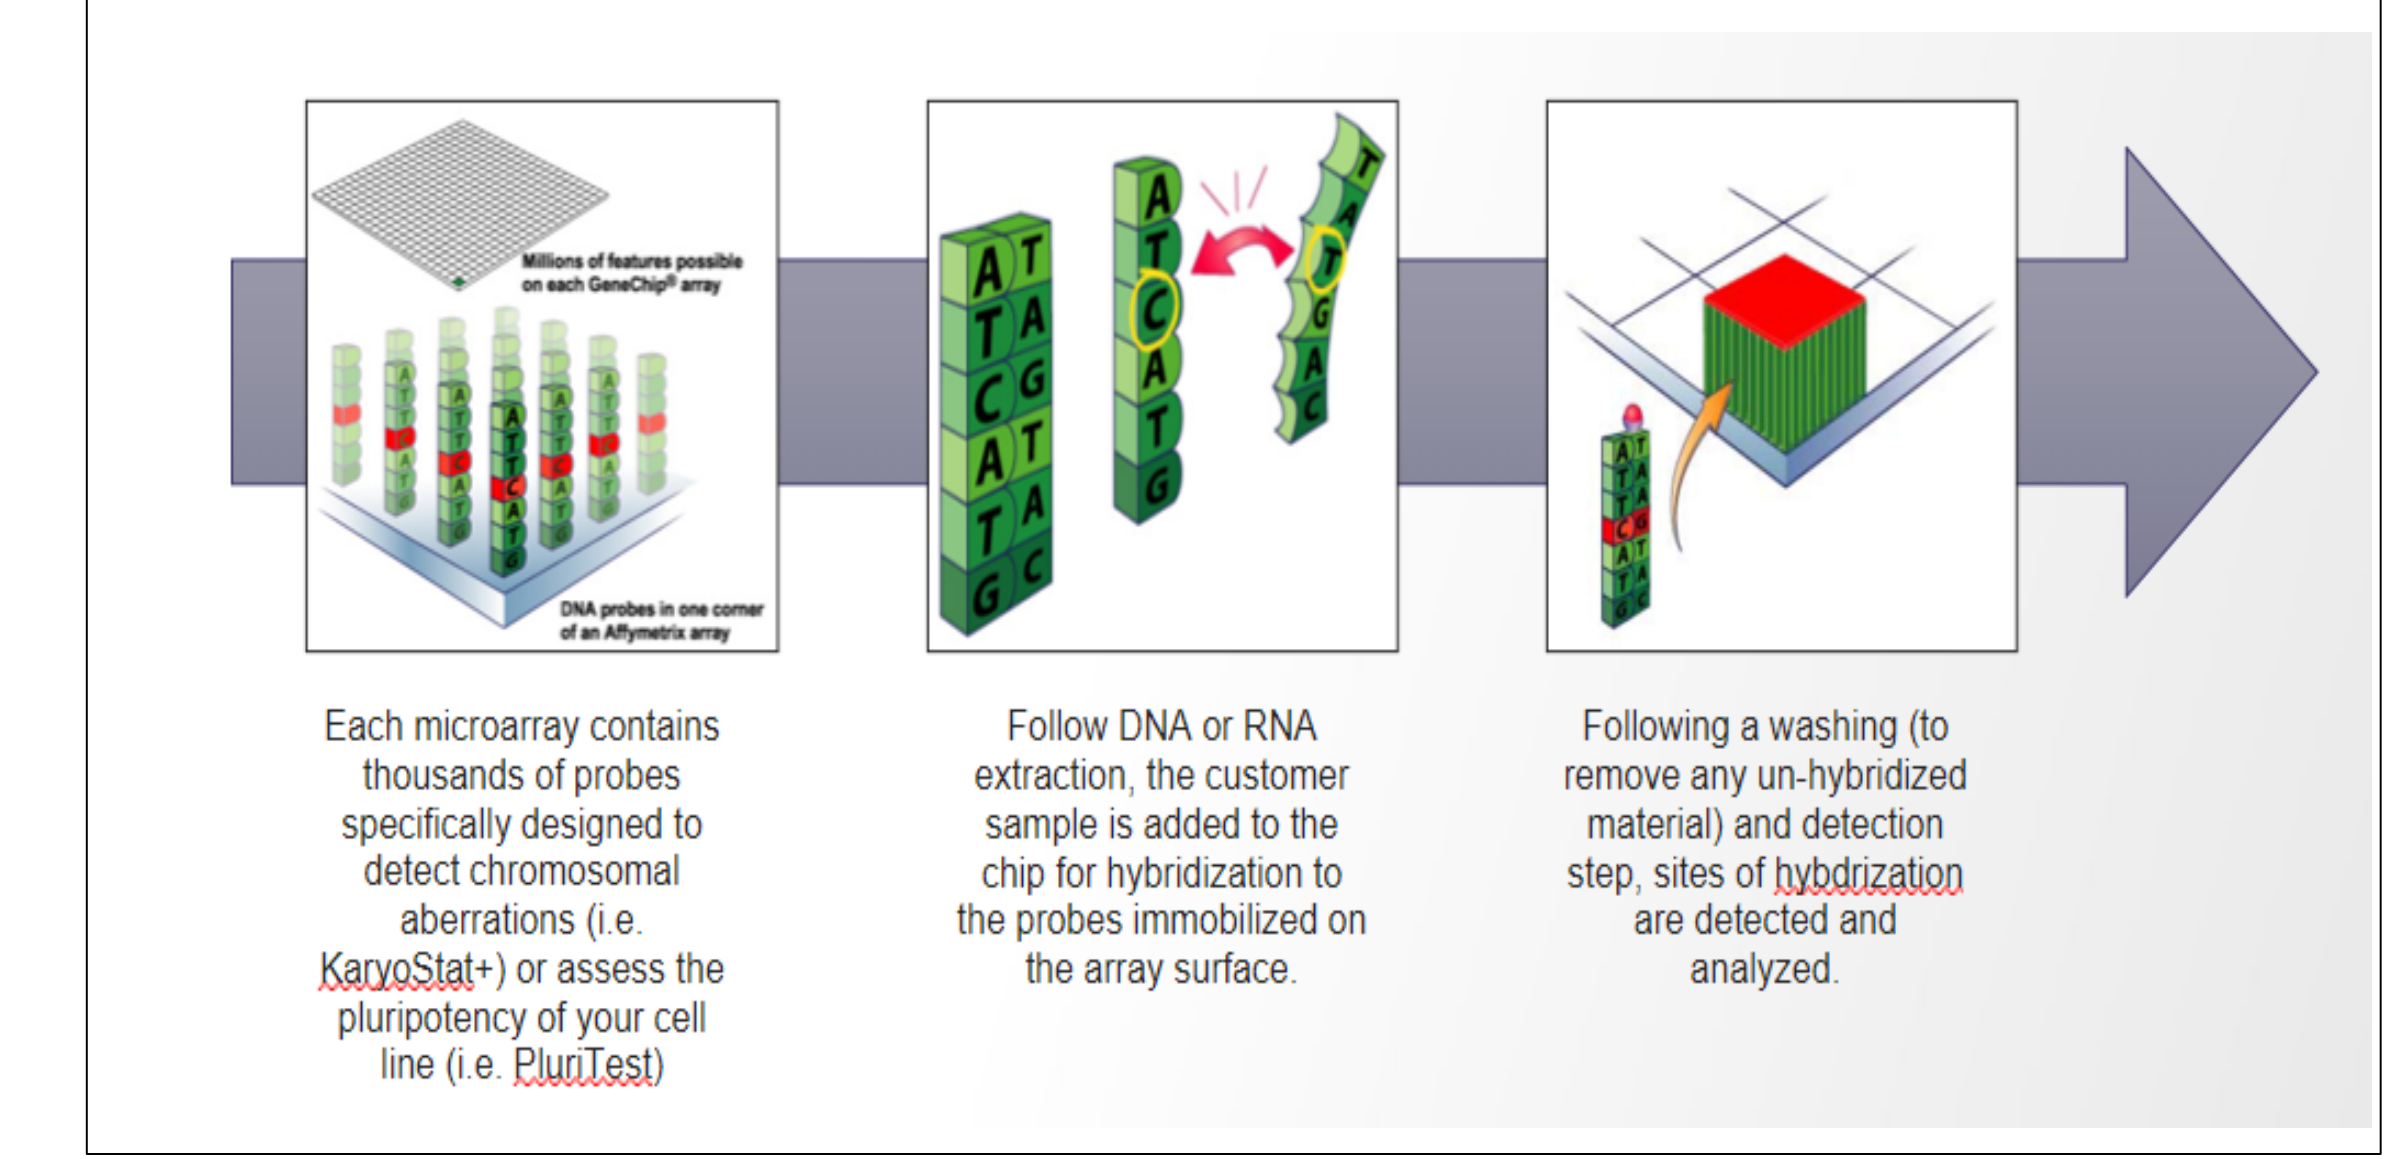 Millions of features possible
on each GeneChip® array
A
T
T
C
A
T
G
DNA probes in one corner
of an Affymetrix array
A T
T A
C G
A T
T A
G C
A
T
C
A
T
G
T
A
T
G
A
C
A T
T A
T A
C G
A T
T A
G C
Each microarray contains
thousands of probes
specifically designed to
detect chromosomal
aberrations (i.e.
KaryoStat+) or assess the
pluripotency of your cell
line (i.e. PluriTest)
Follow DNA or RNA
extraction, the customer
sample is added to the
chip for hybridization to
the probes immobilized on
the array surface.
Following a washing (to
remove any un-hybridized
material) and detection
step, sites of hybdrization
are detected and
analyzed.